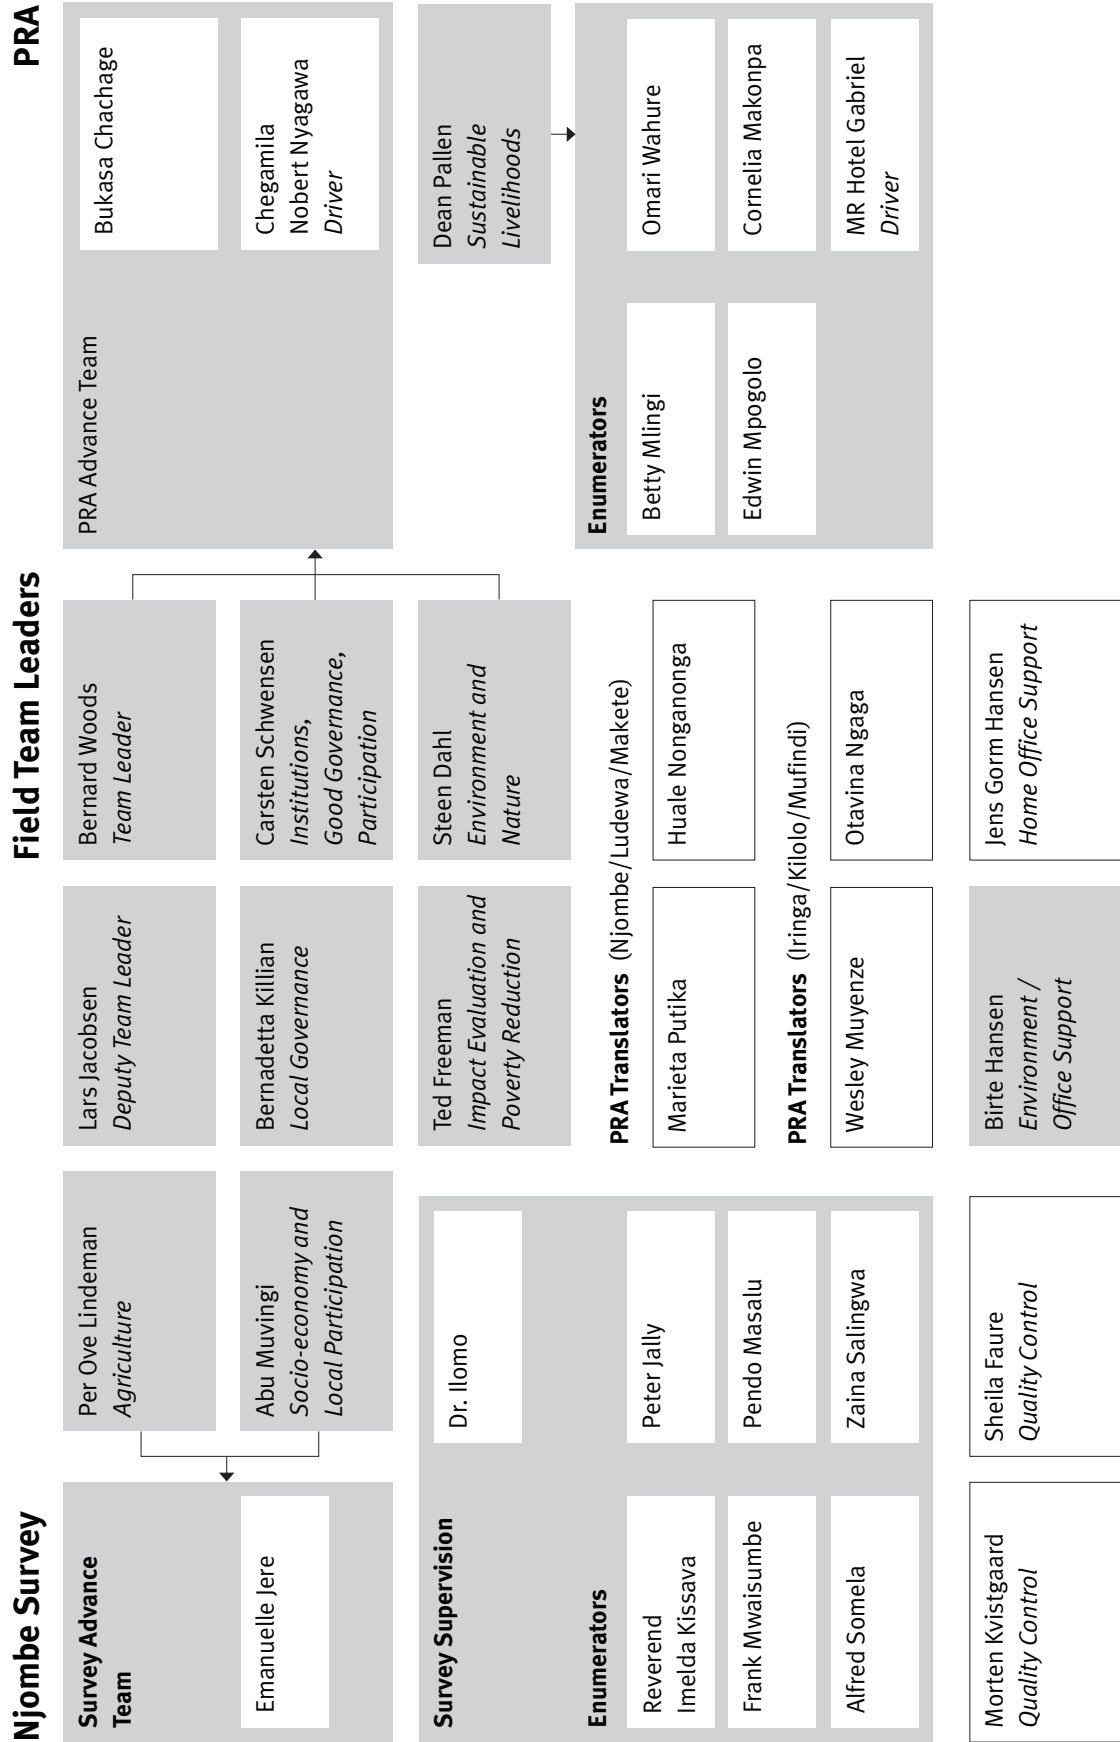 Njombe Survey
Field Team Leaders
PRA
Survey Advance
Team
Emanuelle Jere
Per Ove Lindeman
Agriculture
Abu Muvingi
Socio-economy and
Local Participation
Lars Jacobsen
Deputy Team Leader
Bernadetta Killian
Local Governance
Ted Freeman
Impact Evaluation and
Poverty Reduction
Bernard Woods
Team Leader
Carsten Schwensen
Institutions,
Good Governance,
Participation
Steen Dahl
Environment and
Nature
PRA Advance Team
Bukasa Chachage
Chegamila
Nobert Nyagawa
Driver
Dean Pallen
Sustainable
Livelihoods
Survey Supervision
Dr. Ilomo
Enumerators
Reverend
Imelda Kissava
Peter Jally
Frank Mwaisumbe
Pendo Masalu
Alfred Somela
Zaina Salingwa
PRA Translators (Njombe/Ludewa/Makete)
Marieta Putika
Huale Nonganonga
PRA Translators (Iringa/Kilolo/Mufindi)
Wesley Muyenze
Otavina Ngaga
Enumerators
Betty Mlingi
Omari Wahure
Edwin Mpogolo
Cornelia Makonpa
MR Hotel Gabriel
Driver
Morten Kvistgaard
Quality Control
Sheila Faure
Quality Control
Birte Hansen
Environment /
Office Support
Jens Gorm Hansen
Home Office Support